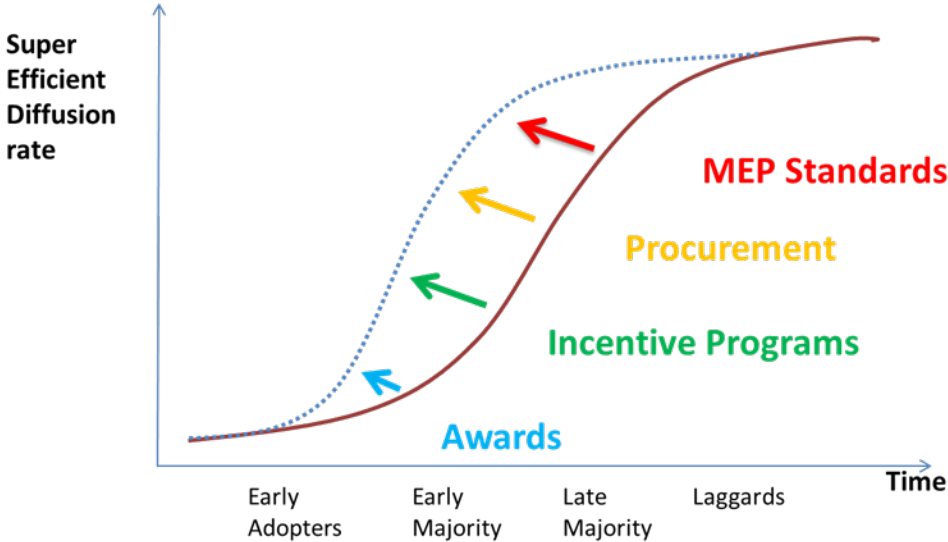 Super
Efficient
Diffusion
rate
MEP Standards
Procurement
Incentive Programs
Awards
Time
Early
Adopters
Early
Majority
Late
Majority
Laggards